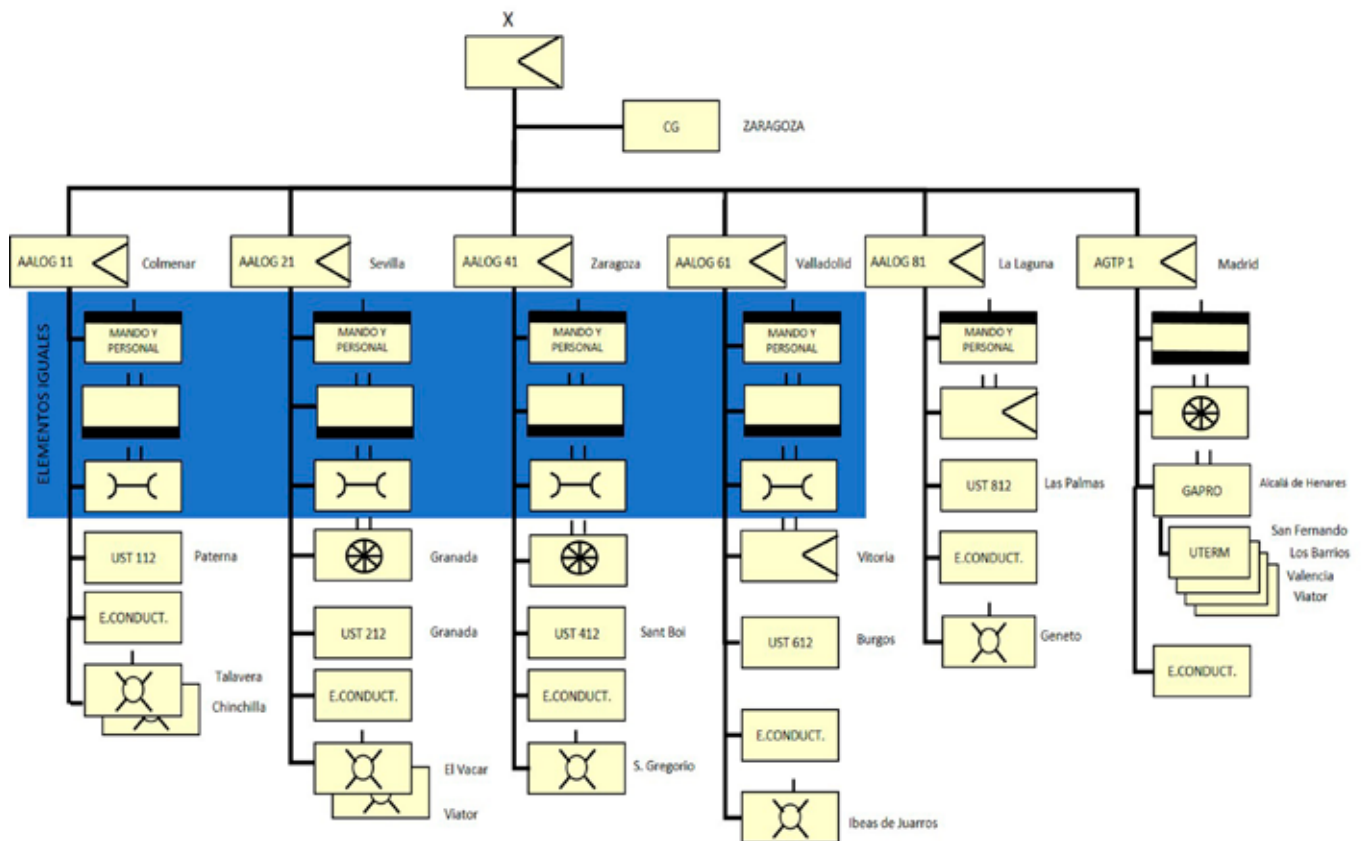 X
CG
ZARAGOZA
AALOG 11
Colmenar
AALOG 21
Sevilla
AALOG 41
Zaragoza
AALOG 61
Valladolid
AALOG 81
La Laguna
AGTP 1
Madrid
ELEMENTOS IGUALES
MANDO Y
PERSONAL
MANDO Y
PERSONAL
MANDO Y
PERSONAL
MANDO Y
PERSONAL
MANDO Y
PERSONAL
UST 812
Las Palmas
GAPRO
Alcalá de Henares
UST 112
Paterna
Granada
Vitoria
E.CONDUCT.
UTERM
San Fernando
Los Barrios
Valencia
Viator
E.CONDUCT.
UST 212
Granada
UST 412
Sant Boi
UST 612
Burgos
Geneto
Talavera
Chinchilla
E.CONDUCT.
E.CONDUCT.
E.CONDUCT.
E.CONDUCT.
El Vacar
Viator
S. Gregorio
Ibeas de Juarros